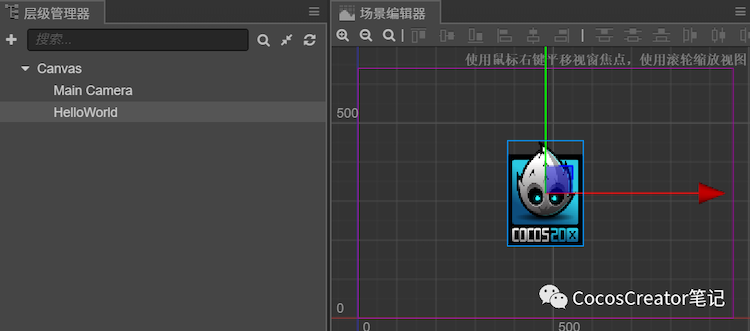 层级管理器
场景编辑器
搜索...
使用鼠标右键平移视窗焦点，使用滚轮缩放视图
Canvas
Main Camera
HelloWorld
500
COCOS2DX
CocosCreator笔记
0
0
500